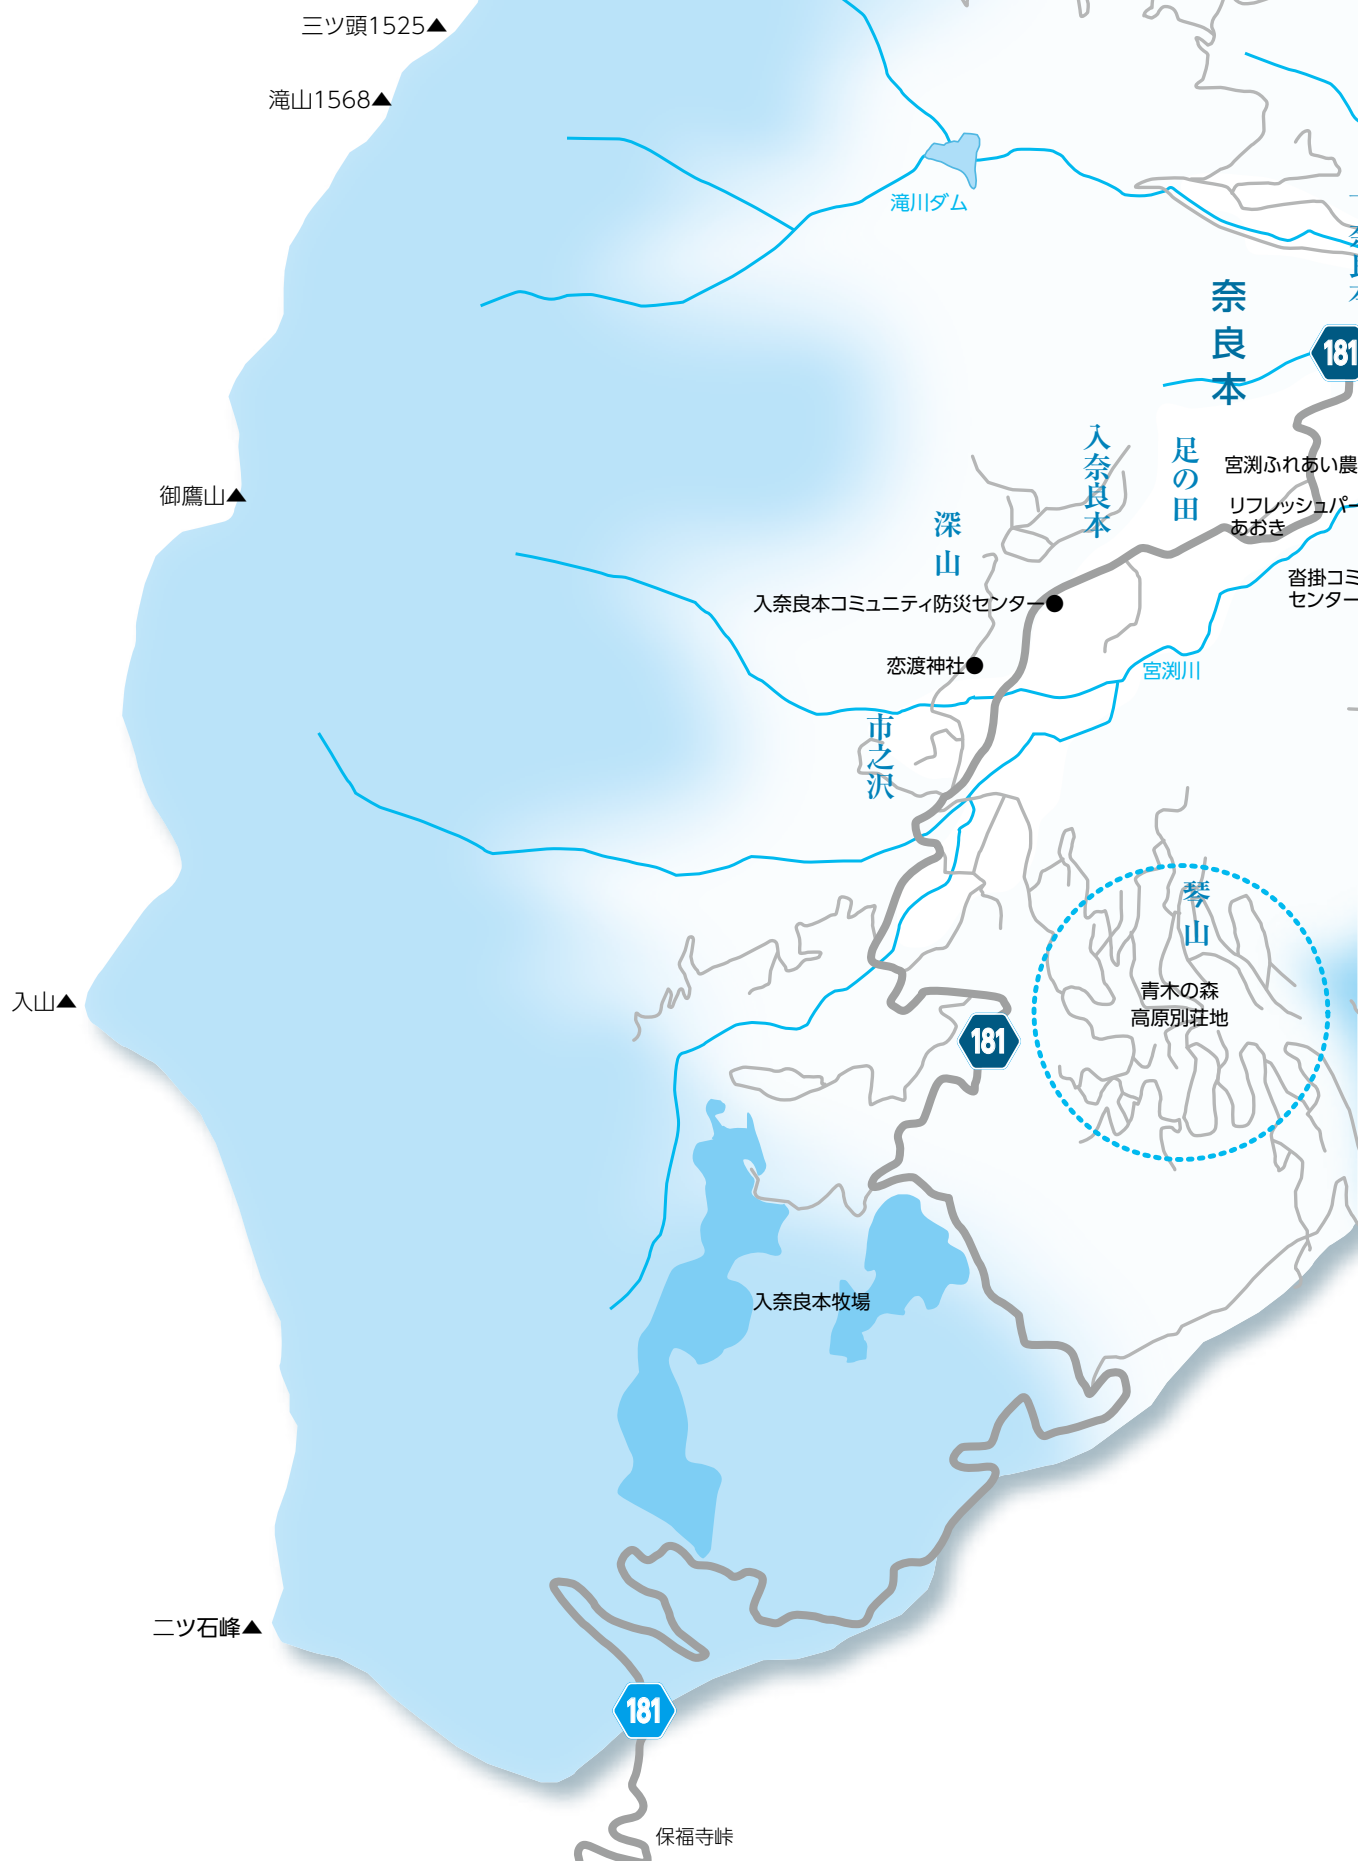 三ツ頭1525▲
滝山1568▲
滝川ダム
奈良本
181
入奈良本
足の田
宮渕ふれあい農
御鷹山▲
リフレッシュパー
あおき
深山
沓掛コミ
センター
入奈良本コミュニティ防災センター●
恋渡神社●
宮渕川
市之沢
琴山
青木の森
高原別荘地
入山▲
181
入奈良本牧場
二ツ石峰▲
181
保福寺峠